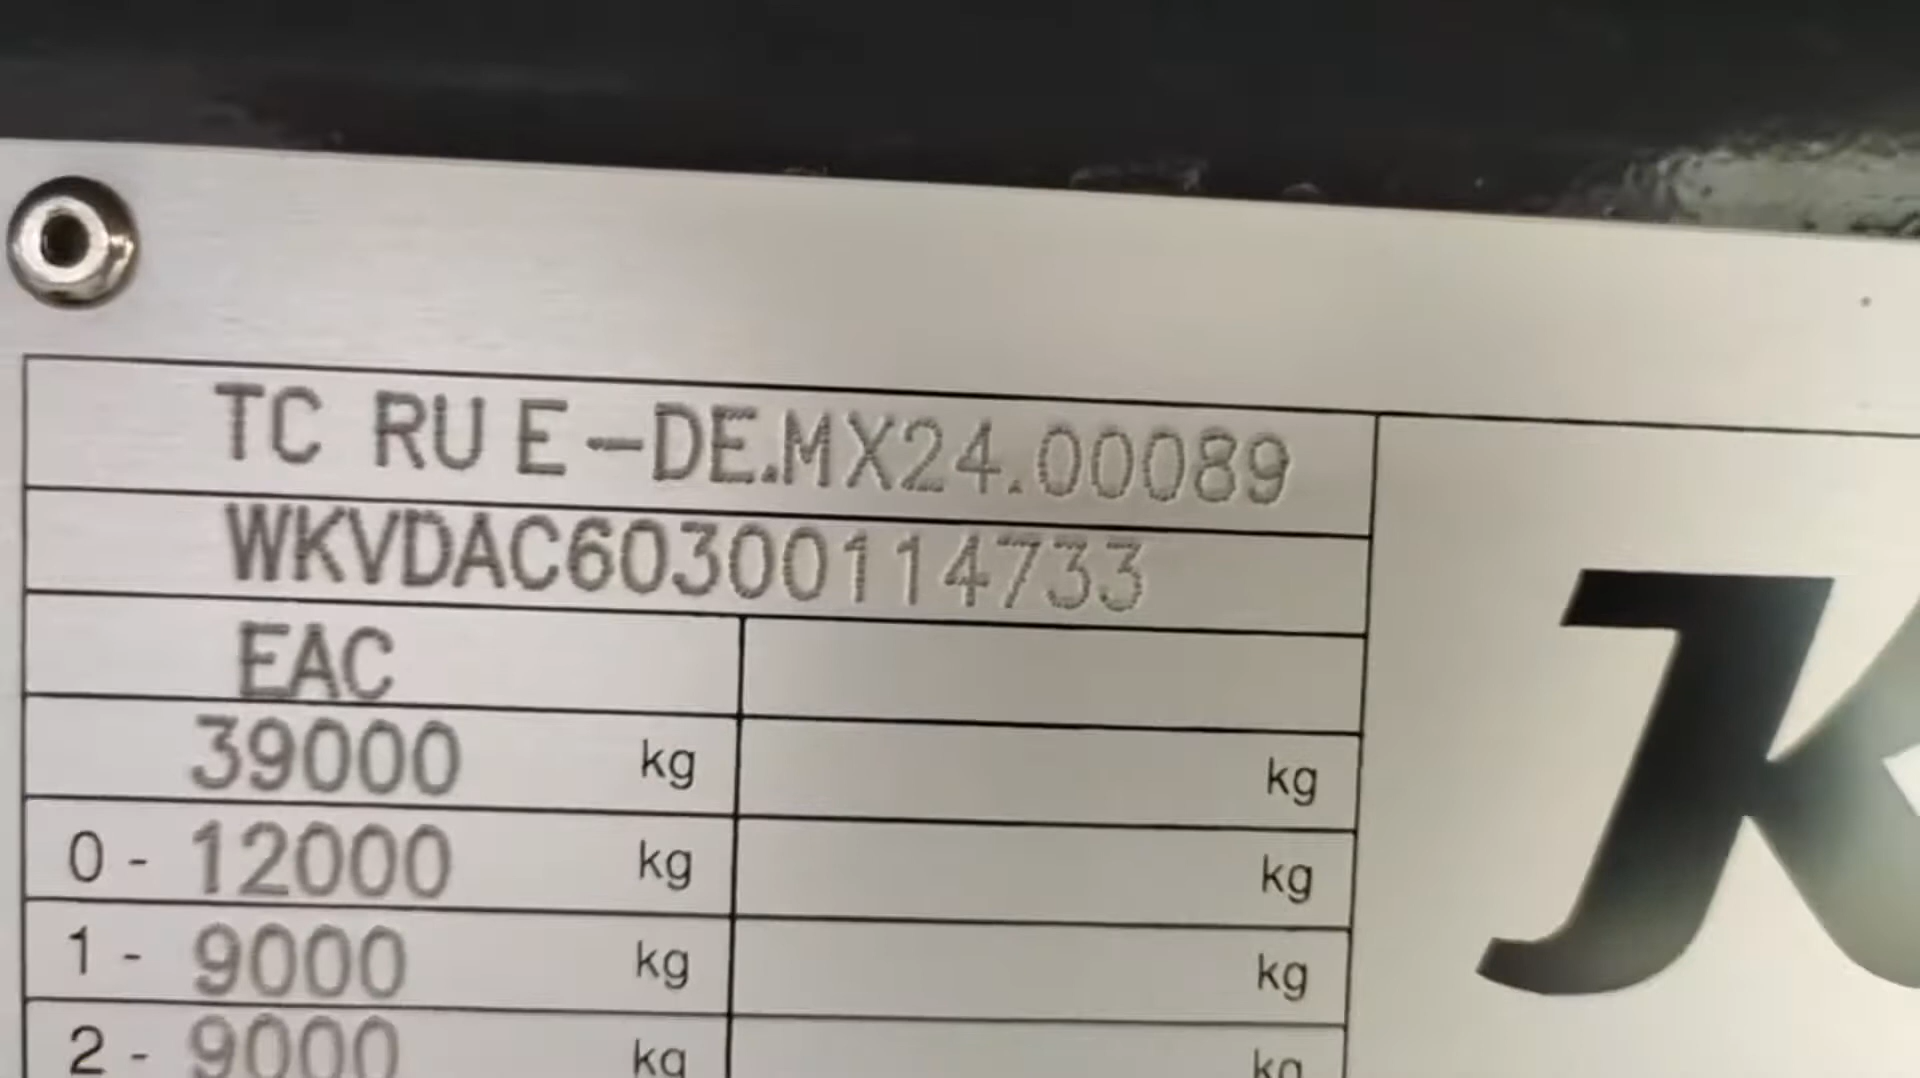 TC RU E-DE.MX24.00089
WKVDAC60300114733
EAC
39000 kg kg
0 - 12000 kg kg
1 - 9000 kg kg
2 - 9000 kg kg
K